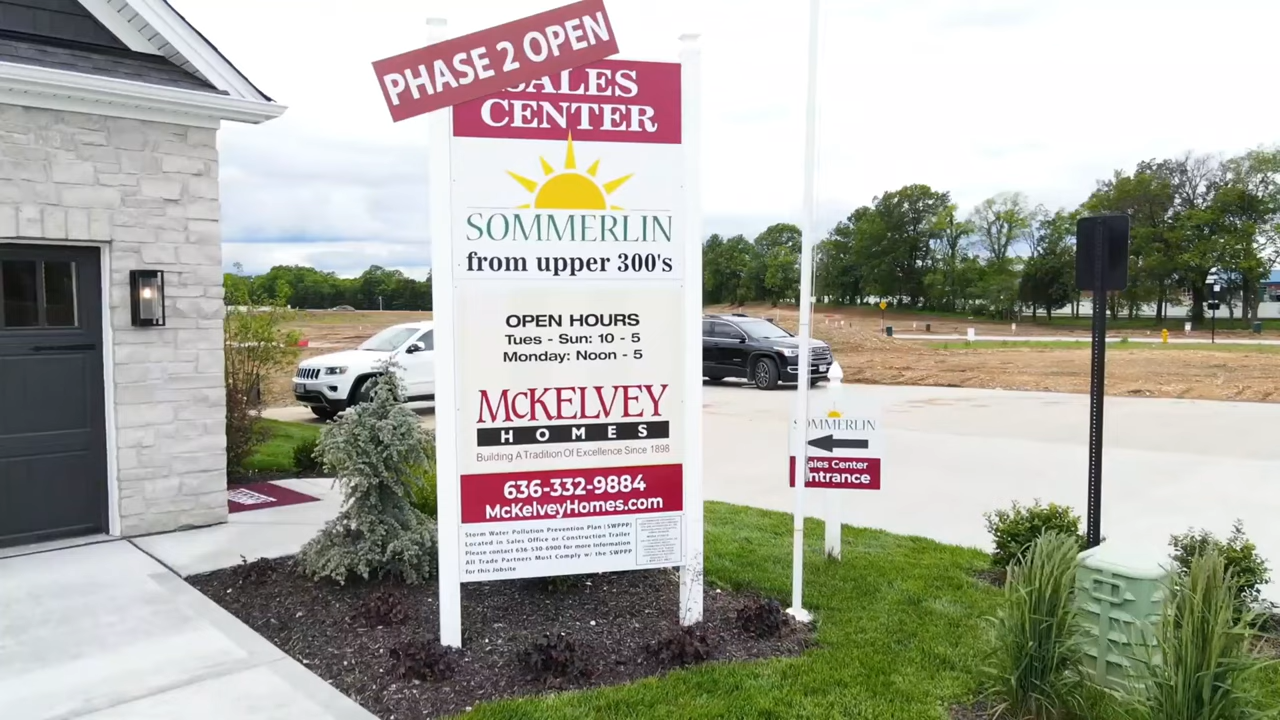 PHASE 2 OPEN
SALES
CENTER
SOMMERLIN
from upper 300's
OPEN HOURS
Tues - Sun: 10 - 5
Monday: Noon - 5
McKELVEY
HOMES
Building A Tradition Of Excellence Since 1898
636-332-9884
McKelveyHomes.com
Storm Water Pollution Prevention Plan (SWPPP)
Located in Sales Office or Construction Trailer
Please contact 636-530-6900 for more Information
All Trade Partners Must Comply w/ the SWPPP
for this Jobsite
SOMMERLIN
Sales Center
Entrance